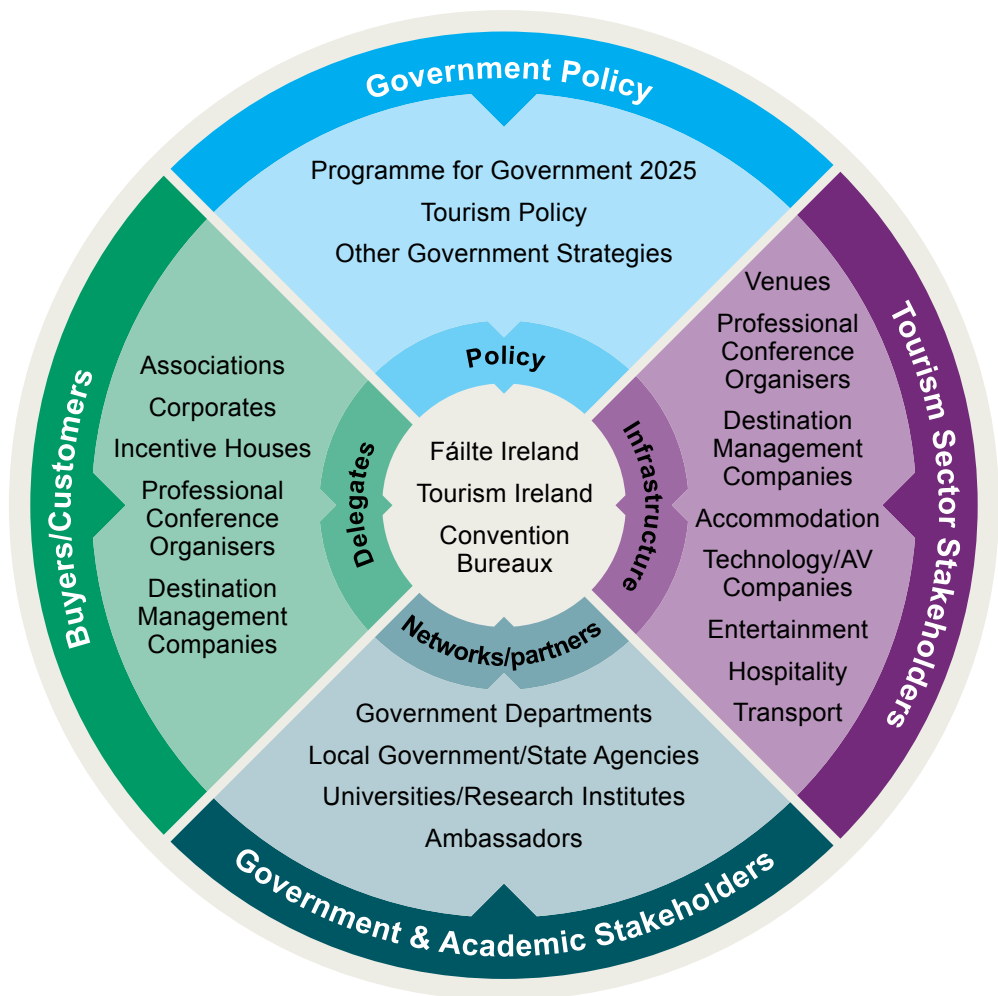 Government Policy
Programme for Government 2025
Tourism Policy
Other Government Strategies
Policy
Buyers/Customers
Associations
Corporates
Incentive Houses
Professional
Conference
Organisers
Destination
Management
Companies
Delegates
Fáilte Ireland
Tourism Ireland
Convention
Bureaux
Infrastructure
Venues
Professional
Conference
Organisers
Destination
Management
Companies
Accommodation
Technology/AV
Companies
Entertainment
Hospitality
Transport
Tourism Sector Stakeholders
Networks/partners
Government Departments
Local Government/State Agencies
Universities/Research Institutes
Ambassadors
Government & Academic Stakeholders